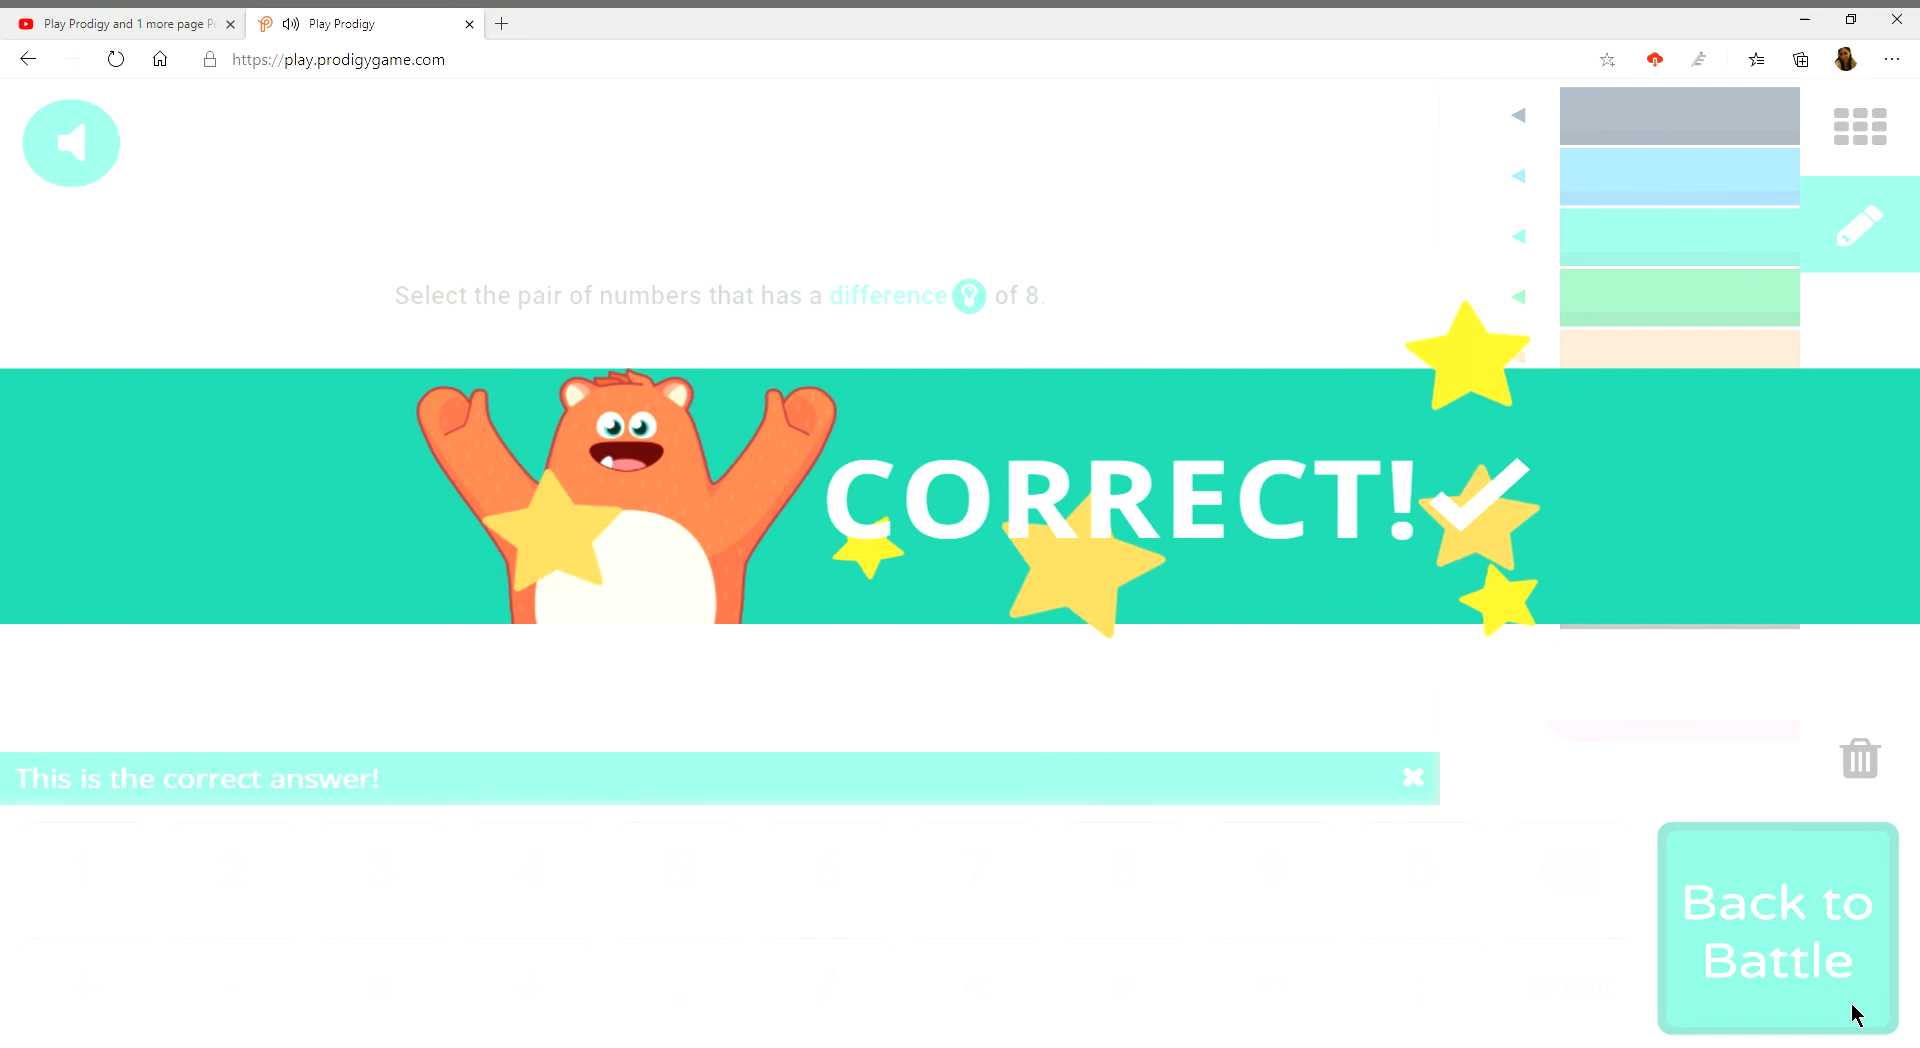 Play Prodigy and 1 more page
Play Prodigy
https://play.prodigygame.com
Select the pair of numbers that has a difference of 8.
CORRECT!
This is the correct answer!
Back to
Battle